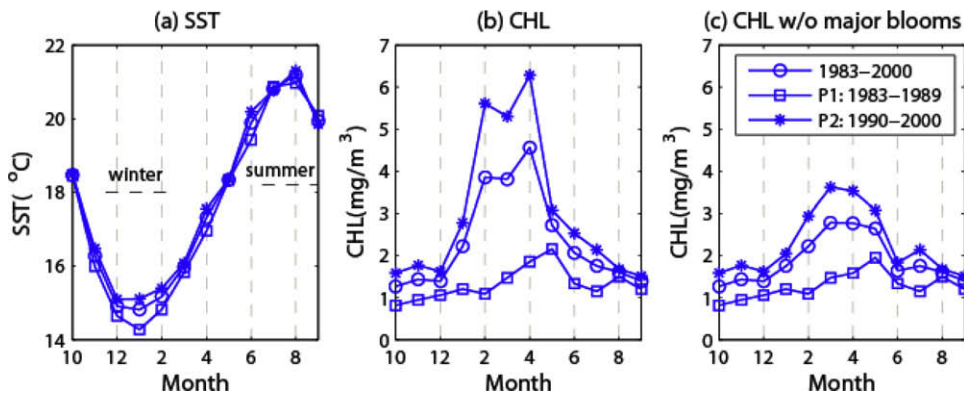 (a) SST
22
20
18
16
14
SST( °C)
winter
summer
10 12 2 4 6 8
Month
(b) CHL
7
6
5
4
3
2
1
0
CHL(mg/m³)
10 12 2 4 6 8
Month
(c) CHL w/o major blooms
7
6
5
4
3
2
1
0
CHL(mg/m³)
1983–2000
P1: 1983–1989
P2: 1990–2000
10 12 2 4 6 8
Month